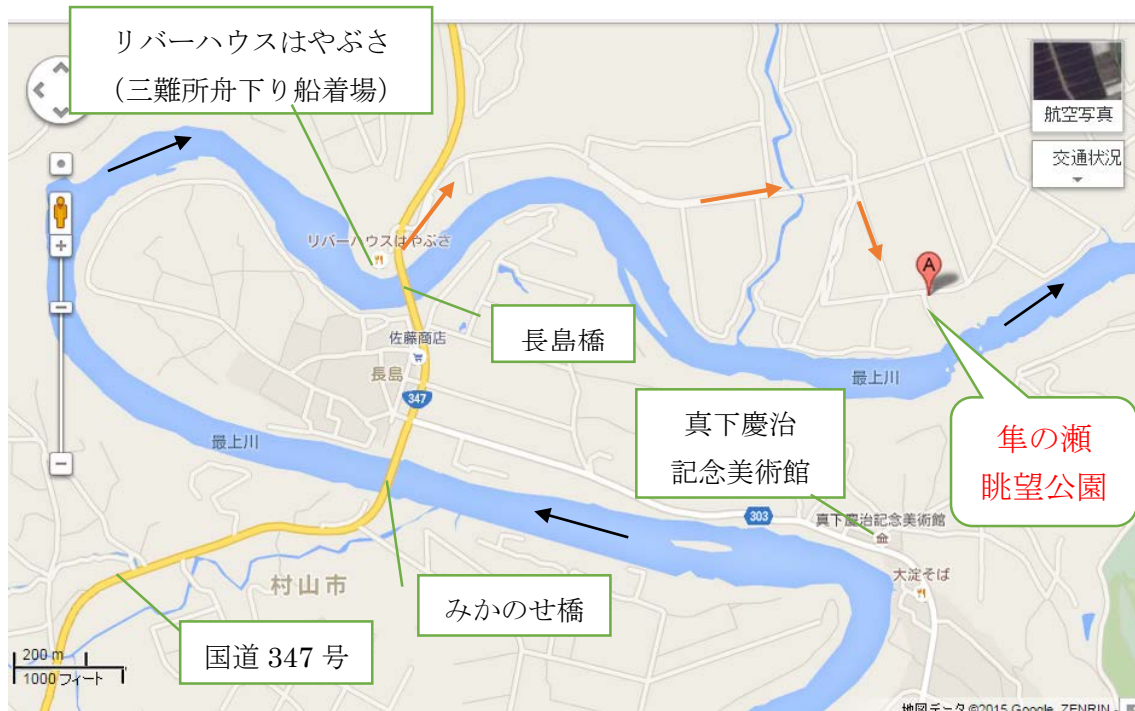 リバーハウスはやぶさ
（三難所舟下り船着場）
航空写真
交通状況
リバーハウスはやぶさ
A
長島橋
佐藤商店
長島
347
最上川
最上川
真下慶治
記念美術館
隼の瀬
眺望公園
303
真下慶治記念美術館
大淀そば
村山市
みかのせ橋
国道 347 号
200 m
1000 フィート
地図データ ©2015 Google, ZENRIN -